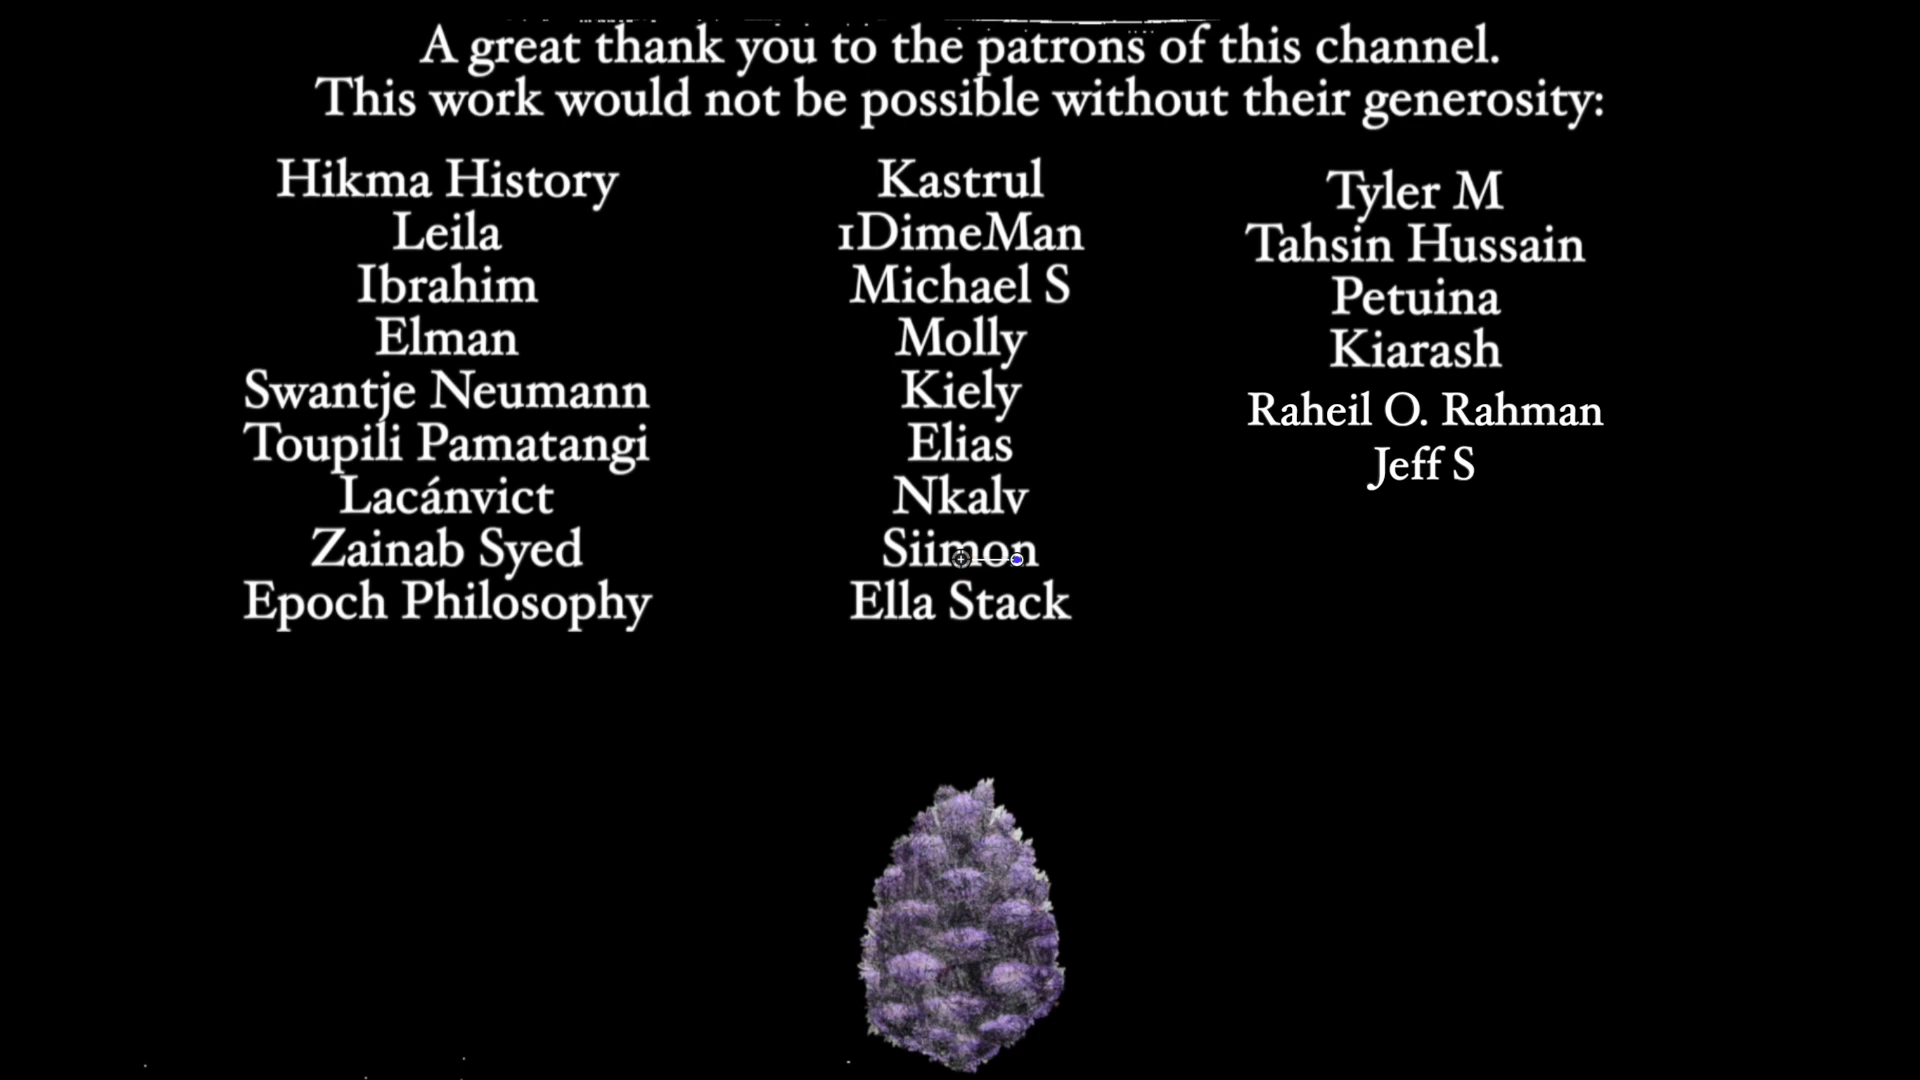 A great thank you to the patrons of this channel.
This work would not be possible without their generosity:
Hikma History
Leila
Ibrahim
Elman
Swantje Neumann
Toupili Pamatangi
Lacánvict
Zainab Syed
Epoch Philosophy
Kastrul
1DimeMan
Michael S
Molly
Kiely
Elias
Nkalv
Siimon
Ella Stack
Tyler M
Tahsin Hussain
Petuina
Kiarash
Raheil O. Rahman
Jeff S